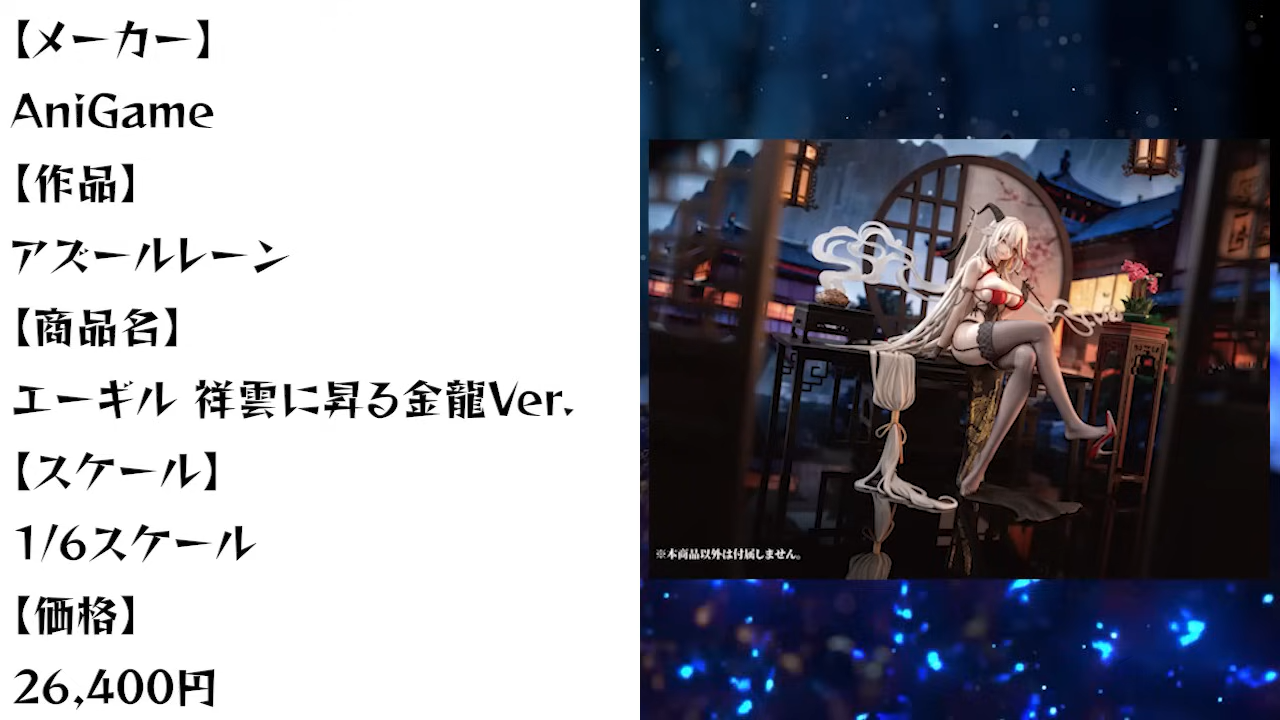 【メーカー】
AniGame
【作品】
アズールレーン
【商品名】
エーギル 祥雲に昇る金龍Ver.
【スケール】
1/6スケール
【価格】
26,400円
※本商品以外は付属しません。